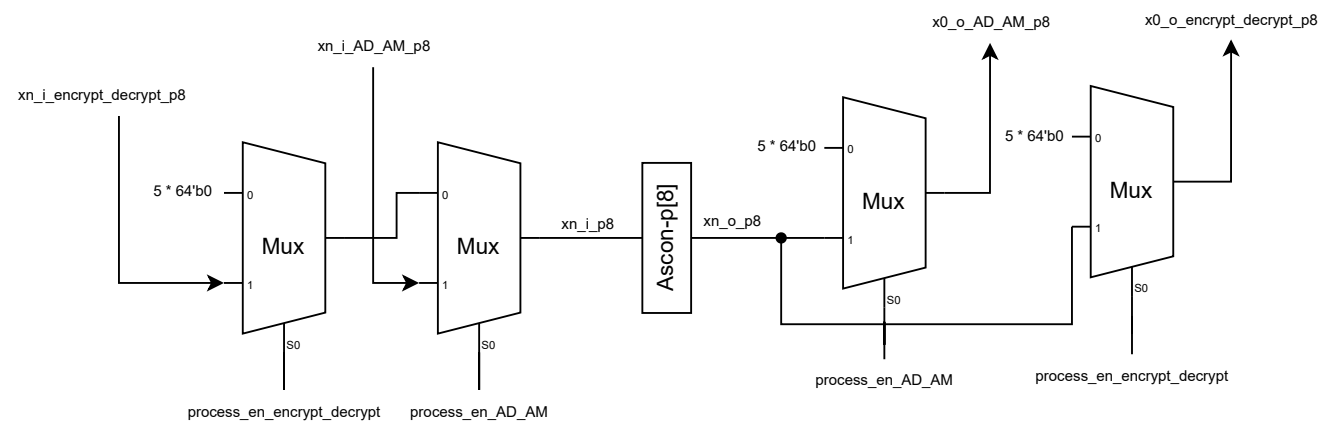 x0_o_AD_AM_p8
x0_o_encrypt_decrypt_p8
xn_i_AD_AM_p8
xn_i_encrypt_decrypt_p8
5 * 64'b0
0
Mux
1
S0
process_en_encrypt_decrypt
0
Mux
1
S0
process_en_AD_AM
xn_i_p8
Ascon-p[8]
xn_o_p8
5 * 64'b0
0
Mux
1
S0
process_en_AD_AM
5 * 64'b0
0
Mux
1
S0
process_en_encrypt_decrypt